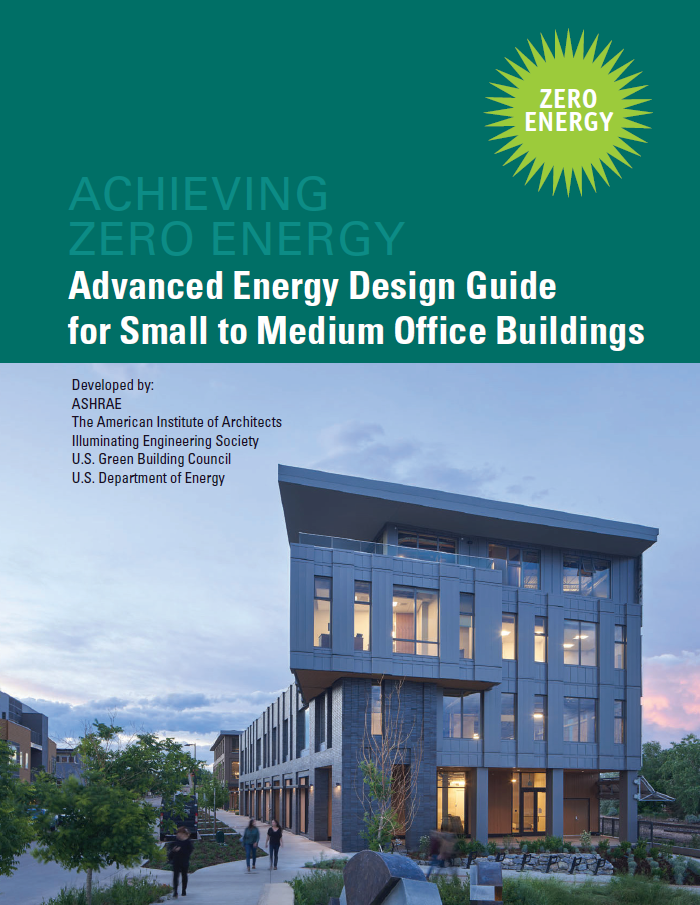 ZERO
ENERGY
ACHIEVING
ZERO ENERGY
Advanced Energy Design Guide
for Small to Medium Office Buildings
Developed by:
ASHRAE
The American Institute of Architects
Illuminating Engineering Society
U.S. Green Building Council
U.S. Department of Energy